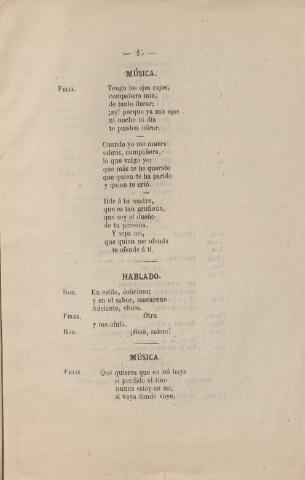 MÚSICA.
FELIX. Tengo los ojos rojos;
compañera mia,
de tanto llorar;
¡ay! porque ya mis ojos
ni noche ni dia
te pueden mirar.
Cuando yo me muera
sabrás, compañera,
lo que valgo yo;
que más te he querido
que quien te ha parido
y quien te crió.
Dile á tu madre,
que es tan gruñona,
que soy el dueño
de tu persona.
Y sepa usí,
que quien me ofenda
te ofende á tí.
HABLADO.
ROB. En estilo, delicioso;
y en el sabor, macareno
Adelante, chico.
FELIX. Otra
y me afufo.
ROB. ¡Bien, salero!
MÚSICA
FELIX. Qué quieres que en mí haya
si perdido el tino
nunca estoy en mí;
si vaya donde vaya,